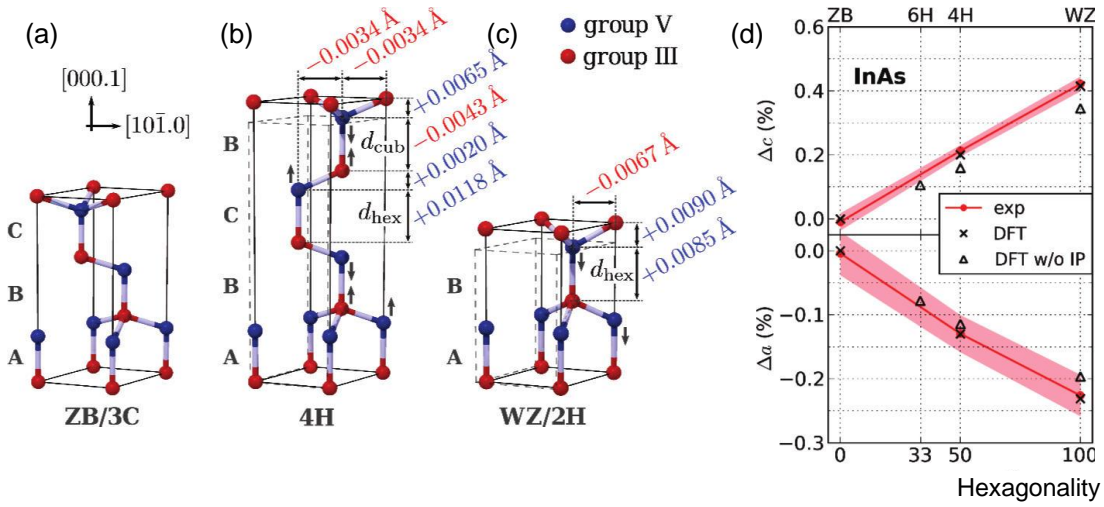 (a)
[000.1]
[101̄.0]
C
B
A
ZB/3C
(b)
−0.0034 Å
−0.0034 Å
+0.0065 Å
−0.0043 Å
+0.0020 Å
+0.0118 Å
d_cub
d_hex
B
C
B
A
4H
(c)
group V
group III
−0.0067 Å
+0.0090 Å
+0.0085 Å
d_hex
B
A
WZ/2H
(d)
ZB 6H 4H WZ
InAs
Δc (%)
0.6
0.4
0.2
0.0
exp
DFT
DFT w/o IP
Δa (%)
0.0
−0.1
−0.2
−0.3
0 33 50 100
Hexagonality